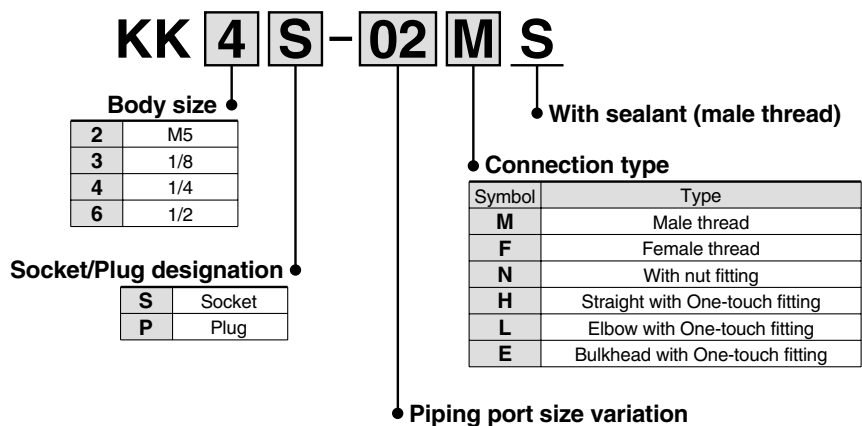 KK 4 S - 02 M S
Body size
2 M5
3 1/8
4 1/4
6 1/2
Socket/Plug designation
S Socket
P Plug
With sealant (male thread)
Connection type
Symbol Type
M Male thread
F Female thread
N With nut fitting
H Straight with One-touch fitting
L Elbow with One-touch fitting
E Bulkhead with One-touch fitting
Piping port size variation